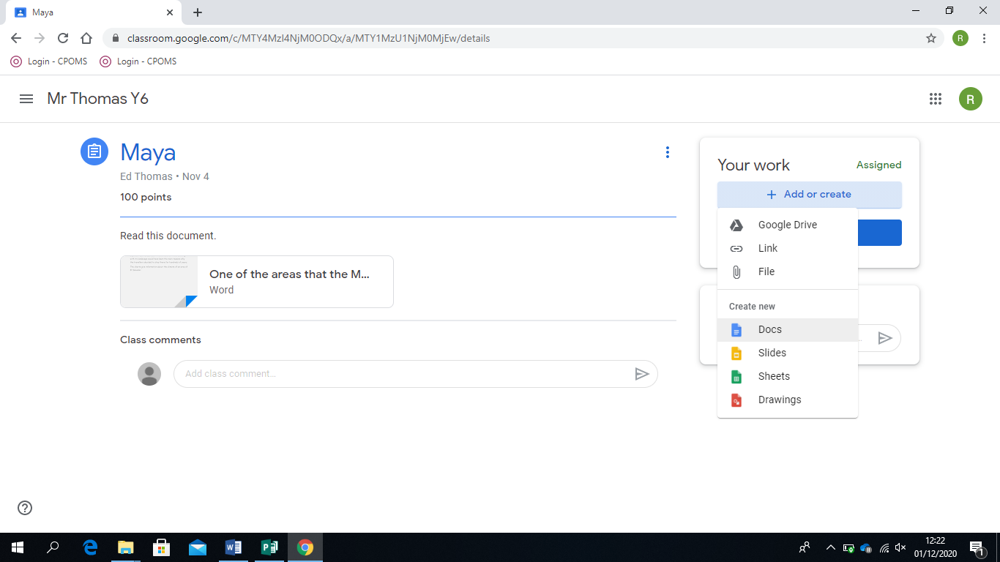 Maya
classroom.google.com/c/MTY4MzI4NjM0ODQx/a/MTY1MzU1NjM0MjEw/details
R
Login - CPOMS
Login - CPOMS
Mr Thomas Y6
R
Maya
Ed Thomas • Nov 4
100 points
Read this document.
One of the areas that the M...
Word
Class comments
Add class comment...
Your work
Assigned
+ Add or create
Google Drive
Link
File
Create new
Docs
Slides
Sheets
Drawings
12:22
01/12/2020
1